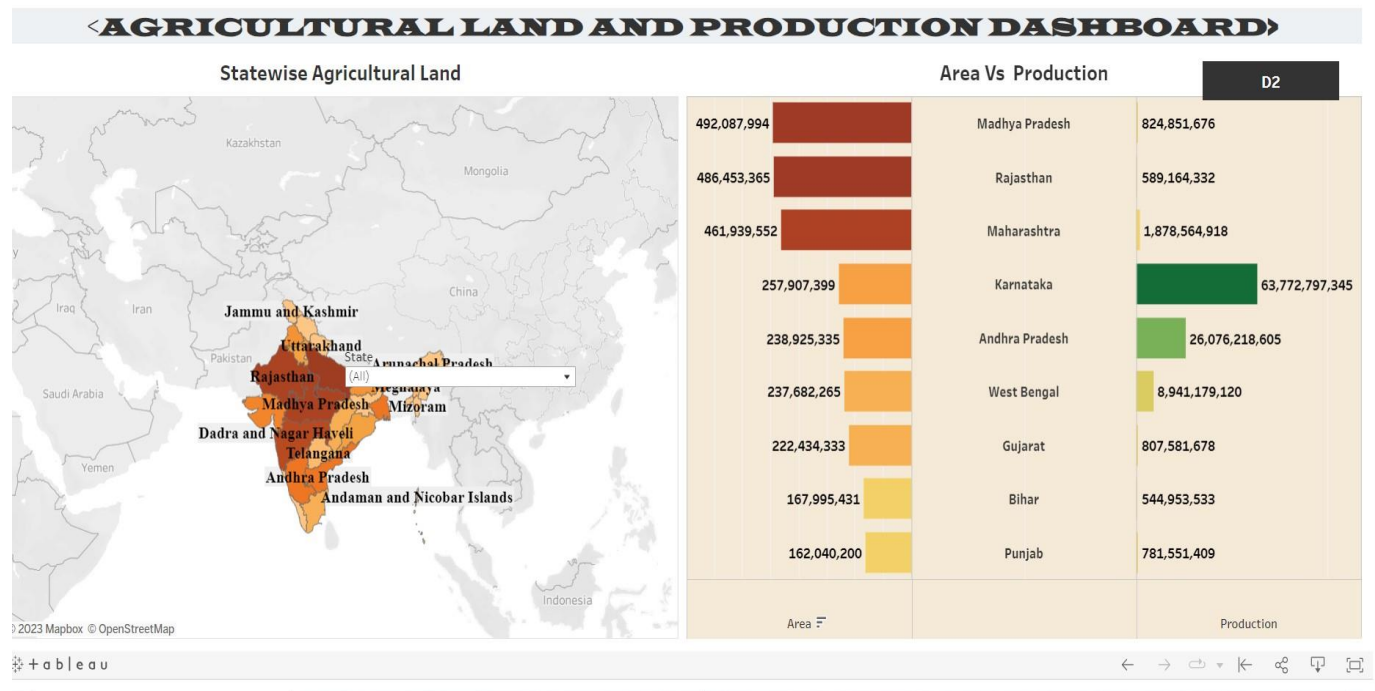 <AGRICULTURAL LAND AND PRODUCTION DASHBOARD>
Statewise Agricultural Land
Area Vs Production
D2
Kazakhstan
Mongolia
China
Iraq
Iran
Pakistan
Saudi Arabia
Yemen
Indonesia
Jammu and Kashmir
Uttarakhand
State
(All)
Arunachal Pradesh
Rajasthan
Meghalaya
Madhya Pradesh
Mizoram
Dadra and Nagar Haveli
Telangana
Andhra Pradesh
Andaman and Nicobar Islands
2023 Mapbox © OpenStreetMap
492,087,994 Madhya Pradesh 824,851,676
486,453,365 Rajasthan 589,164,332
461,939,552 Maharashtra 1,878,564,918
257,907,399 Karnataka 63,772,797,345
238,925,335 Andhra Pradesh 26,076,218,605
237,682,265 West Bengal 8,941,179,120
222,434,333 Gujarat 807,581,678
167,995,431 Bihar 544,953,533
162,040,200 Punjab 781,551,409
Area Production
+ableau